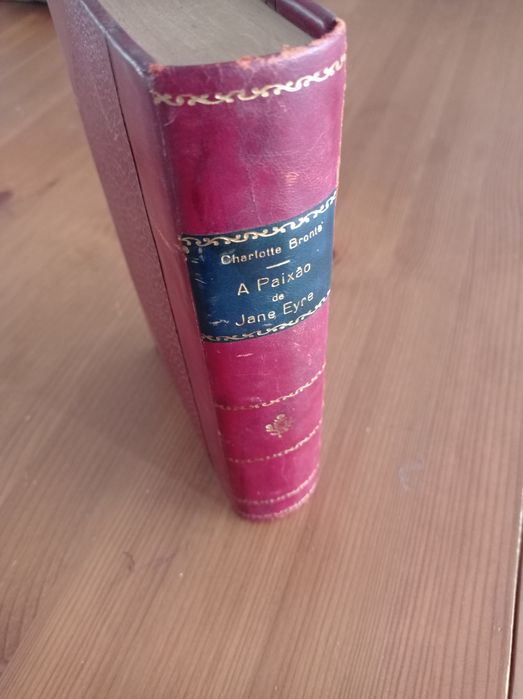 Charlotte Brontë
A Paixão
de
Jane Eyre